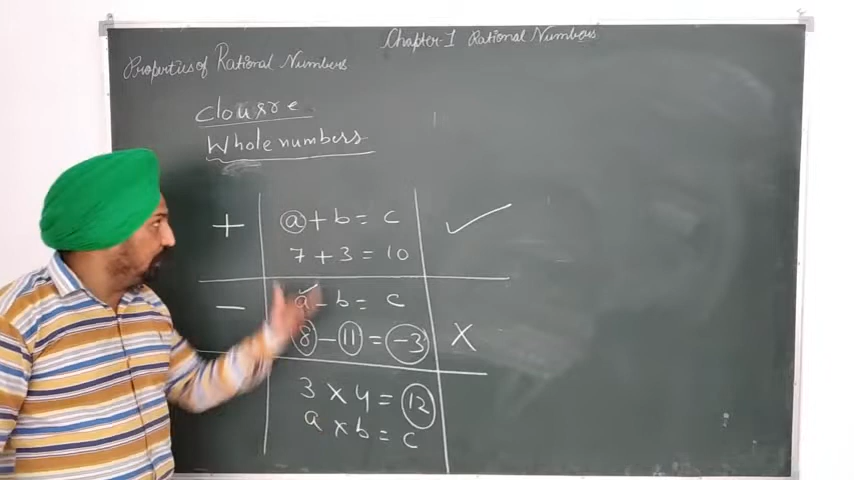 Chapter-1 Rational Numbers
Properties of Rational Numbers
Clousre
Whole numbers
+ a + b = c ✓
7 + 3 = 10
- a - b = c
8 - 11 = -3 X
3 × 4 = 12
a × b = c